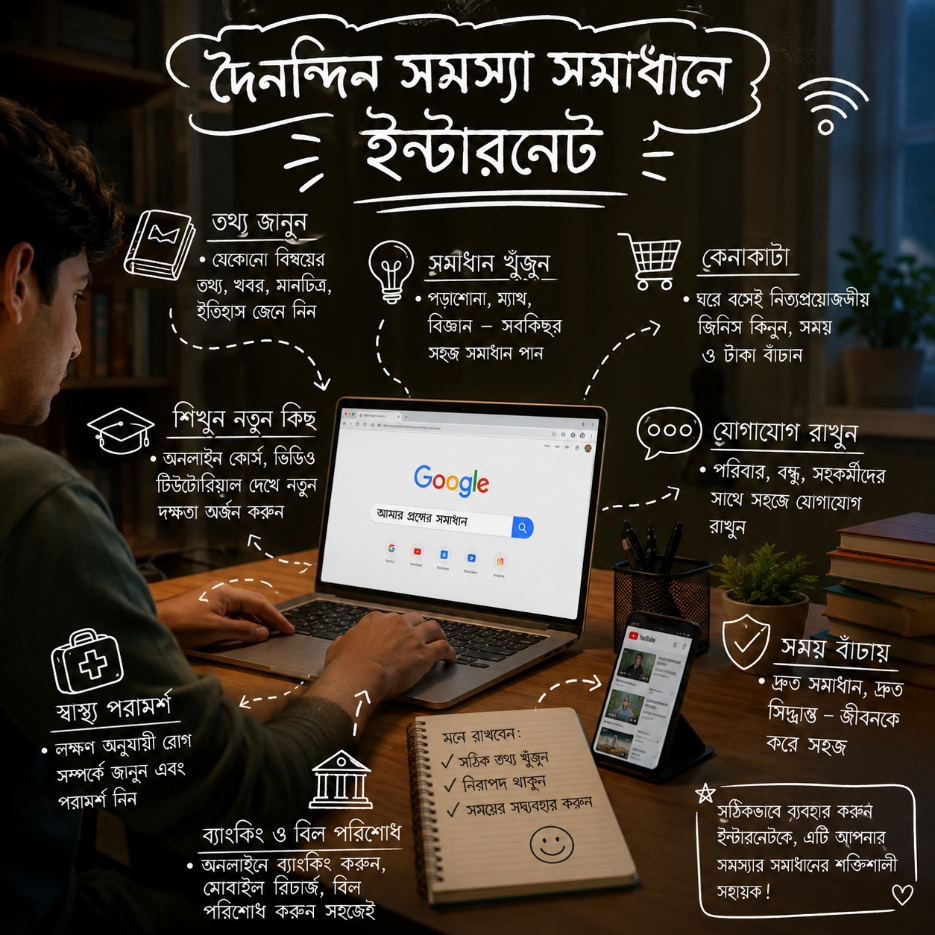 দৈনন্দিন সমস্যা সমাধানে
ইন্টারনেট
তথ্য জানুন
• যেকোনো বিষয়ের
তথ্য, খবর, মানচিত্র,
ইতিহাস জেনে নিন
সমাধান খুঁজুন
• পড়াশোনা, ম্যাথ,
বিজ্ঞান – সবকিছুর
সহজ সমাধান পান
কেনাকাটা
• ঘরে বসেই নিত্যপ্রয়োজনীয়
জিনিস কিনুন, সময়
ও টাকা বাঁচান
শিখুন নতুন কিছু
• অনলাইন কোর্স, ভিডিও
টিউটোরিয়াল দেখে নতুন
দক্ষতা অর্জন করুন
Google
আমার প্রশ্নের সমাধান
যোগাযোগ রাখুন
• পরিবার, বন্ধু, সহকর্মীদের
সাথে সহজে যোগাযোগ
রাখুন
YouTube
স্বাস্থ্য পরামর্শ
• লক্ষণ অনুযায়ী রোগ
সম্পর্কে জানুন এবং
পরামর্শ নিন
সময় বাঁচায়
• দ্রুত সমাধান, দ্রুত
সিদ্ধান্ত – জীবনকে
করে সহজ
মনে রাখবেন:
✓ সঠিক তথ্য খুঁজুন
✓ নিরাপদ থাকুন
✓ সময়ের সদ্ব্যবহার করুন
ব্যাংকিং ও বিল পরিশোধ
• অনলাইনে ব্যাংকিং করুন,
মোবাইল রিচার্জ, বিল
পরিশোধ করুন সহজেই
সঠিকভাবে ব্যবহার করুন
ইন্টারনেটকে, এটি আপনার
সমস্যার সমাধানের শক্তিশালী
সহায়ক!